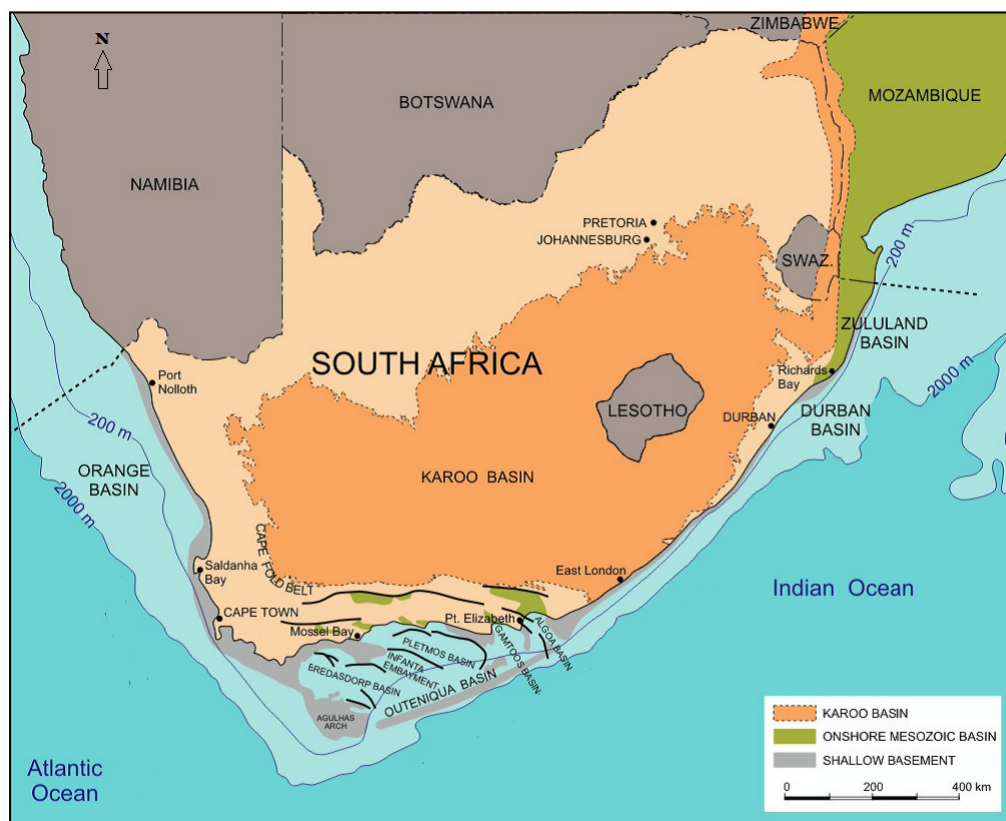 N
ZIMBABWE
MOZAMBIQUE
BOTSWANA
NAMIBIA
PRETORIA
JOHANNESBURG
SWAZ.
200 m
ZULULAND
BASIN
2000 m
SOUTH AFRICA
Port
Nolloth
Richards
Bay
LESOTHO
DURBAN
DURBAN
BASIN
200 m
ORANGE
BASIN
2000 m
KAROO BASIN
CAPE FOLD BELT
Saldanha
Bay
East London
Indian Ocean
CAPE TOWN
Pt. Elizabeth
Mossel Bay
ALGOA BASIN
GAMTOOS BASIN
PLETMOS BASIN
INFANTA
EMBAYMENT
BREDASDORP BASIN
OUTENIQUA BASIN
AGULHAS
ARCH
Atlantic
Ocean
KAROO BASIN
ONSHORE MESOZOIC BASIN
SHALLOW BASEMENT
0 200 400 km